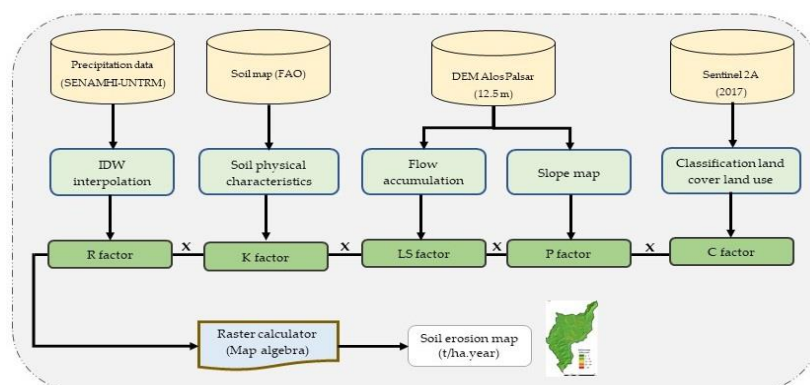 Precipitation data
(SENAMHI-UNTRM)
Soil map (FAO)
DEM Alos Palsar
(12.5 m)
Sentinel 2A
(2017)
IDW
interpolation
Soil physical
characteristics
Flow
accumulation
Slope map
Classification land
cover land use
R factor
X
K factor
X
LS factor
X
P factor
X
C factor
Raster calculator
(Map algebra)
Soil erosion map
(t/ha.year)